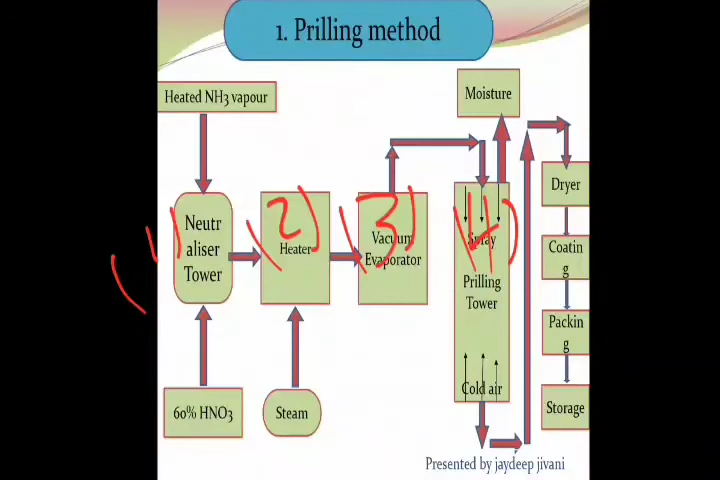 1. Prilling method
Heated NH3 vapour
Moisture
Neutr
aliser
Tower
(1)
Heater
(2)
Vacuum
Evaporator
(3)
Spray
(4)
Prilling
Tower
Cold air
Dryer
Coatin
g
Packin
g
Storage
60% HNO3
Steam
Presented by jaydeep jivani